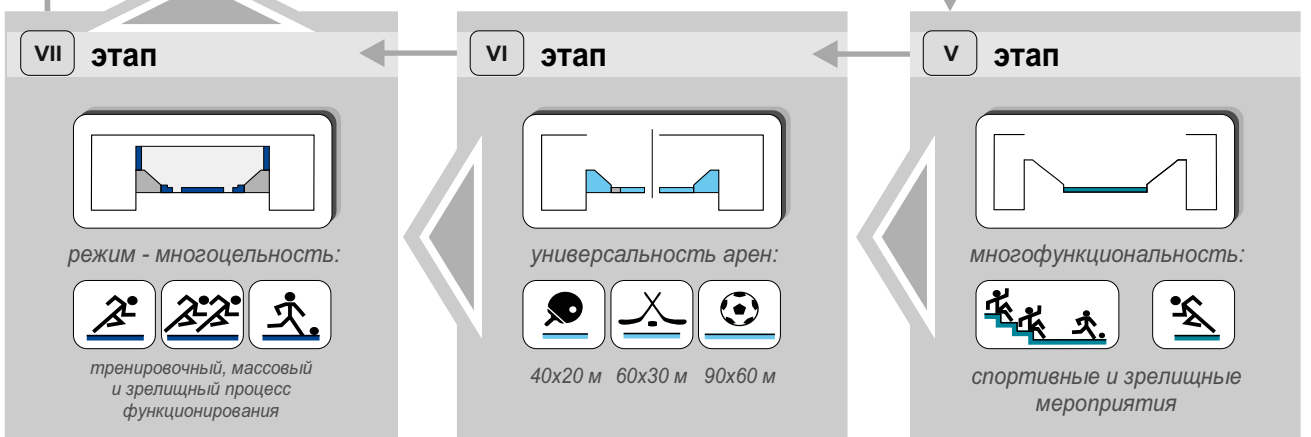 VII этап
режим - многоцельность:
тренировочный, массовый
и зрелищный процесс
функционирования
VI этап
универсальность арен:
40х20 м 60х30 м 90х60 м
V этап
многофункциональность:
спортивные и зрелищные
мероприятия